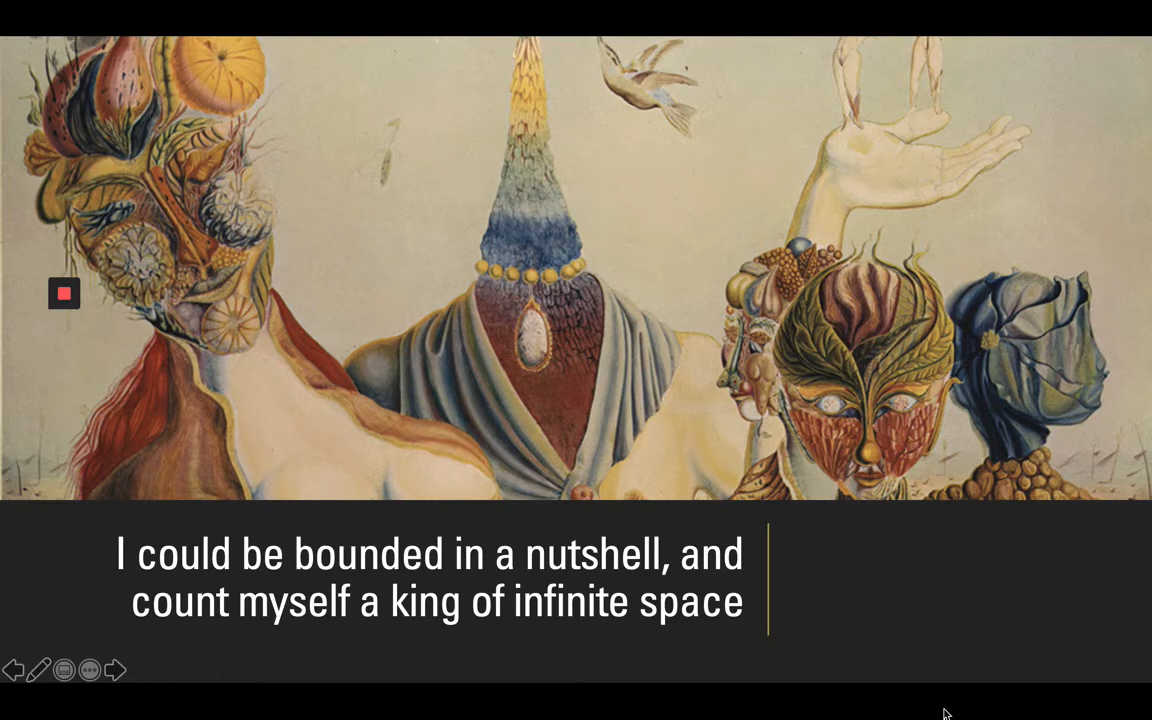 I could be bounded in a nutshell, and
count myself a king of infinite space